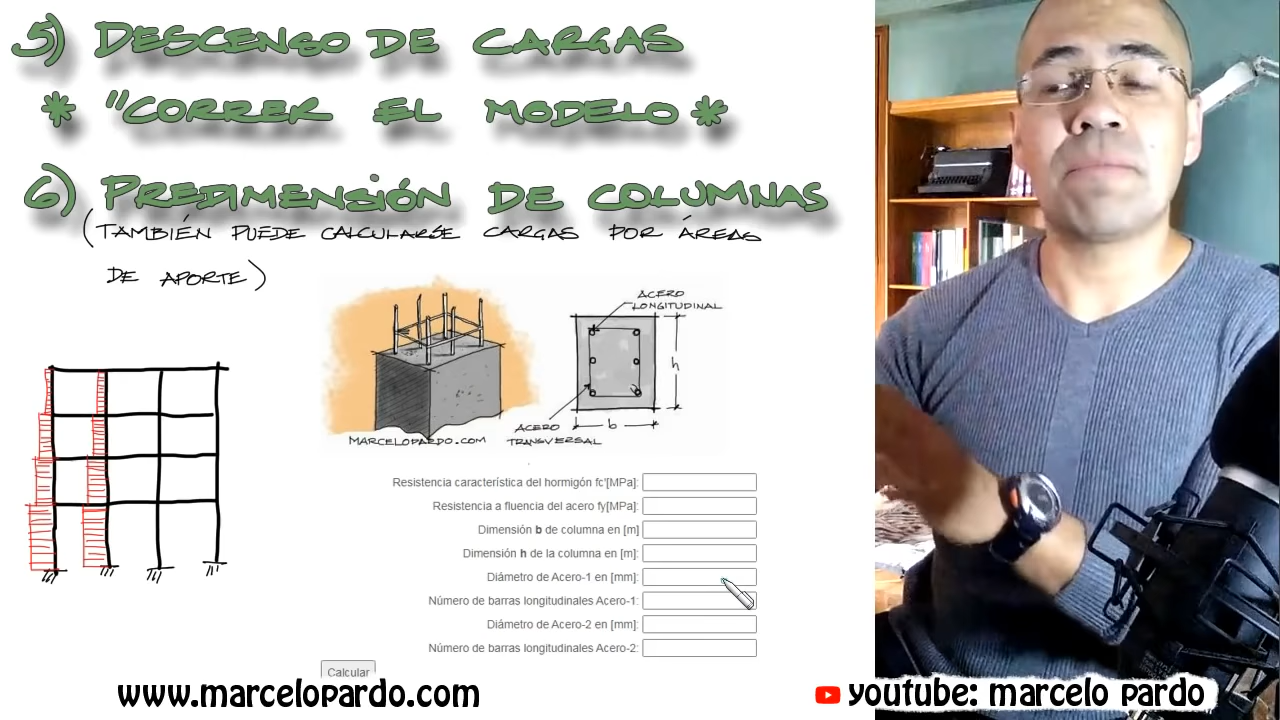 5) DESCENSO DE CARGAS
* "CORRER EL MODELO *
6) PREDIMENSIÓN DE COLUMNAS
(TAMBIÉN PUEDE CALCULARSE CARGAS POR ÁREAS
DE APORTE)
ACERO
LONGITUDINAL
h
b
ACERO
TRANSVERSAL
MARCELOPARDO.COM
Resistencia característica del hormigón fc'[MPa]:
Resistencia a fluencia del acero fy[MPa]:
Dimensión b de columna en [m]
Dimensión h de la columna en [m]:
Diámetro de Acero-1 en [mm]:
Número de barras longitudinales Acero-1:
Diámetro de Acero-2 en [mm]:
Número de barras longitudinales Acero-2:
Calcular
www.marcelopardo.com
youtube: marcelo pardo